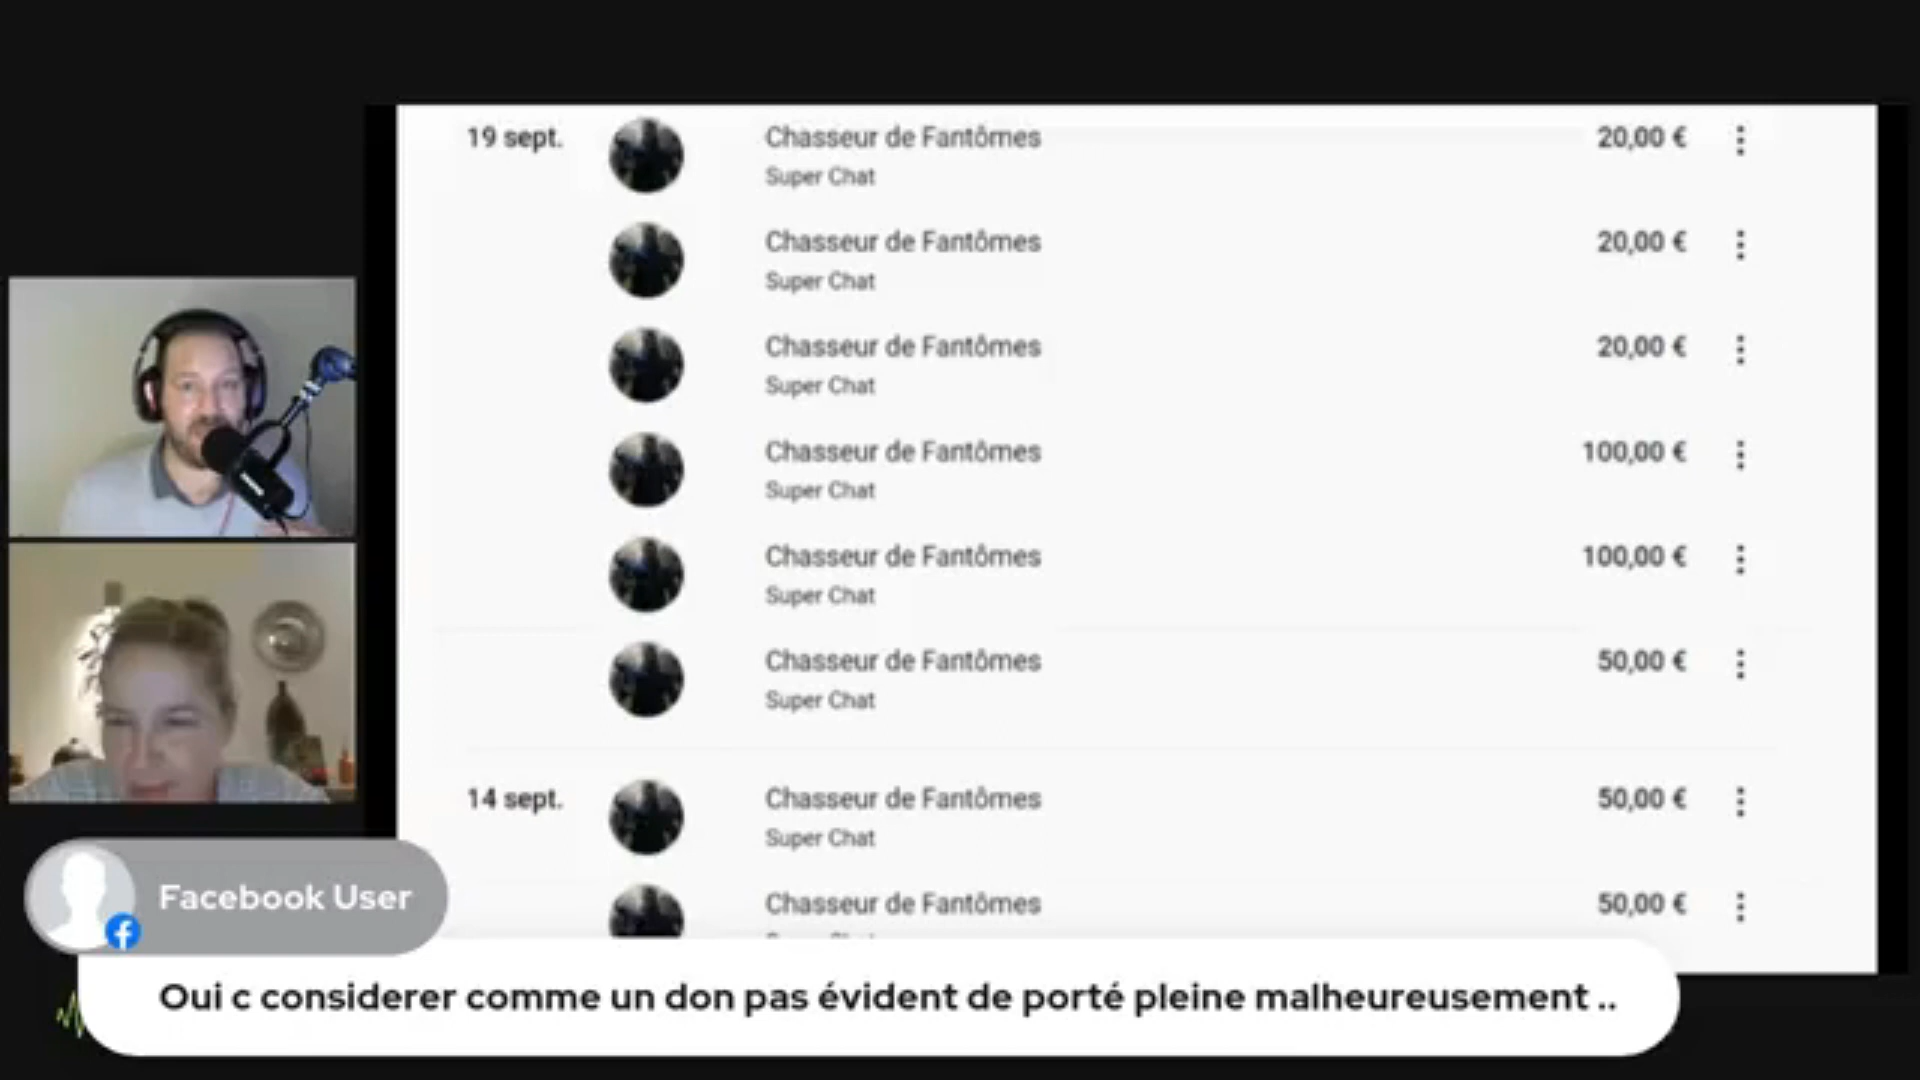 19 sept.
Chasseur de Fantômes
20,00 €
Super Chat
Chasseur de Fantômes
20,00 €
Super Chat
Chasseur de Fantômes
20,00 €
Super Chat
Chasseur de Fantômes
100,00 €
Super Chat
Chasseur de Fantômes
100,00 €
Super Chat
Chasseur de Fantômes
50,00 €
Super Chat
14 sept.
Chasseur de Fantômes
50,00 €
Super Chat
Chasseur de Fantômes
50,00 €
Facebook User
Oui c considerer comme un don pas évident de porté pleine malheureusement ..